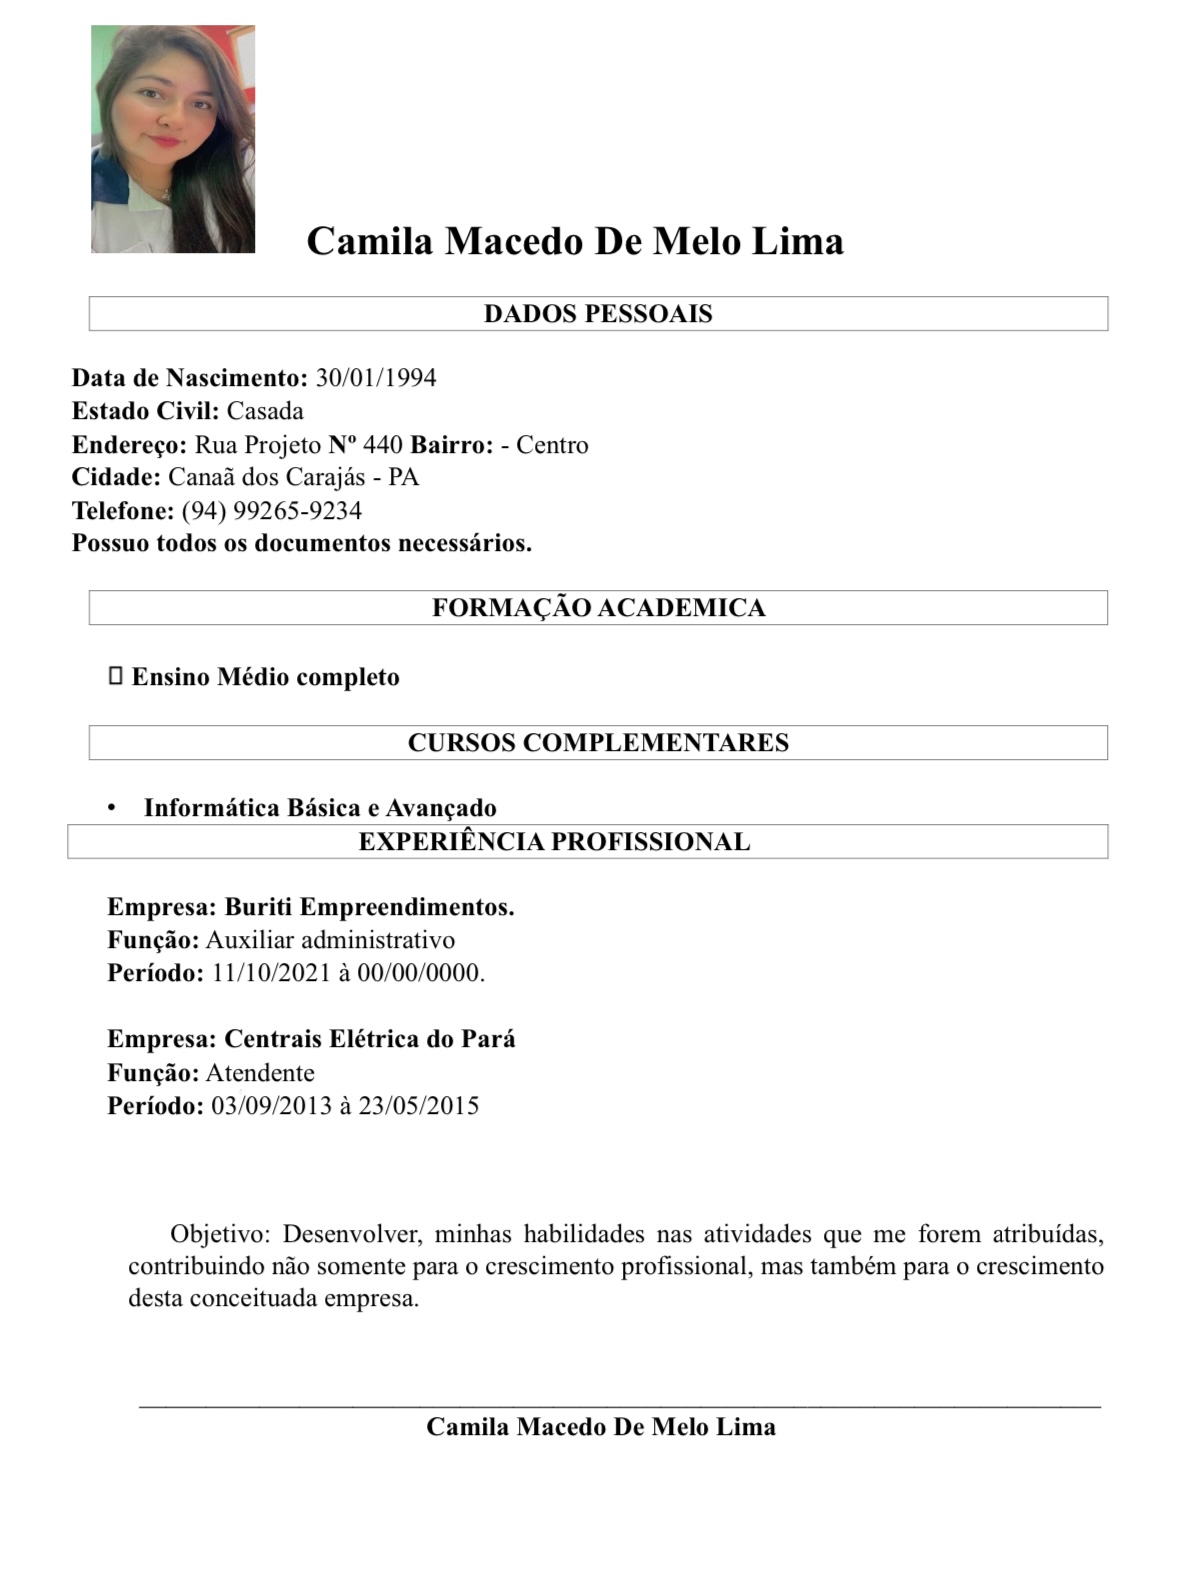 Camila Macedo De Melo Lima
DADOS PESSOAIS
Data de Nascimento: 30/01/1994
Estado Civil: Casada
Endereço: Rua Projeto Nº 440 Bairro: - Centro
Cidade: Canaã dos Carajás - PA
Telefone: (94) 99265-9234
Possuo todos os documentos necessários.
FORMAÇÃO ACADEMICA
Ensino Médio completo
CURSOS COMPLEMENTARES
• Informática Básica e Avançado
EXPERIÊNCIA PROFISSIONAL
Empresa: Buriti Empreendimentos.
Função: Auxiliar administrativo
Período: 11/10/2021 à 00/00/0000.
Empresa: Centrais Elétrica do Pará
Função: Atendente
Período: 03/09/2013 à 23/05/2015
Objetivo: Desenvolver, minhas habilidades nas atividades que me forem atribuídas,
contribuindo não somente para o crescimento profissional, mas também para o crescimento
desta conceituada empresa.
Camila Macedo De Melo Lima